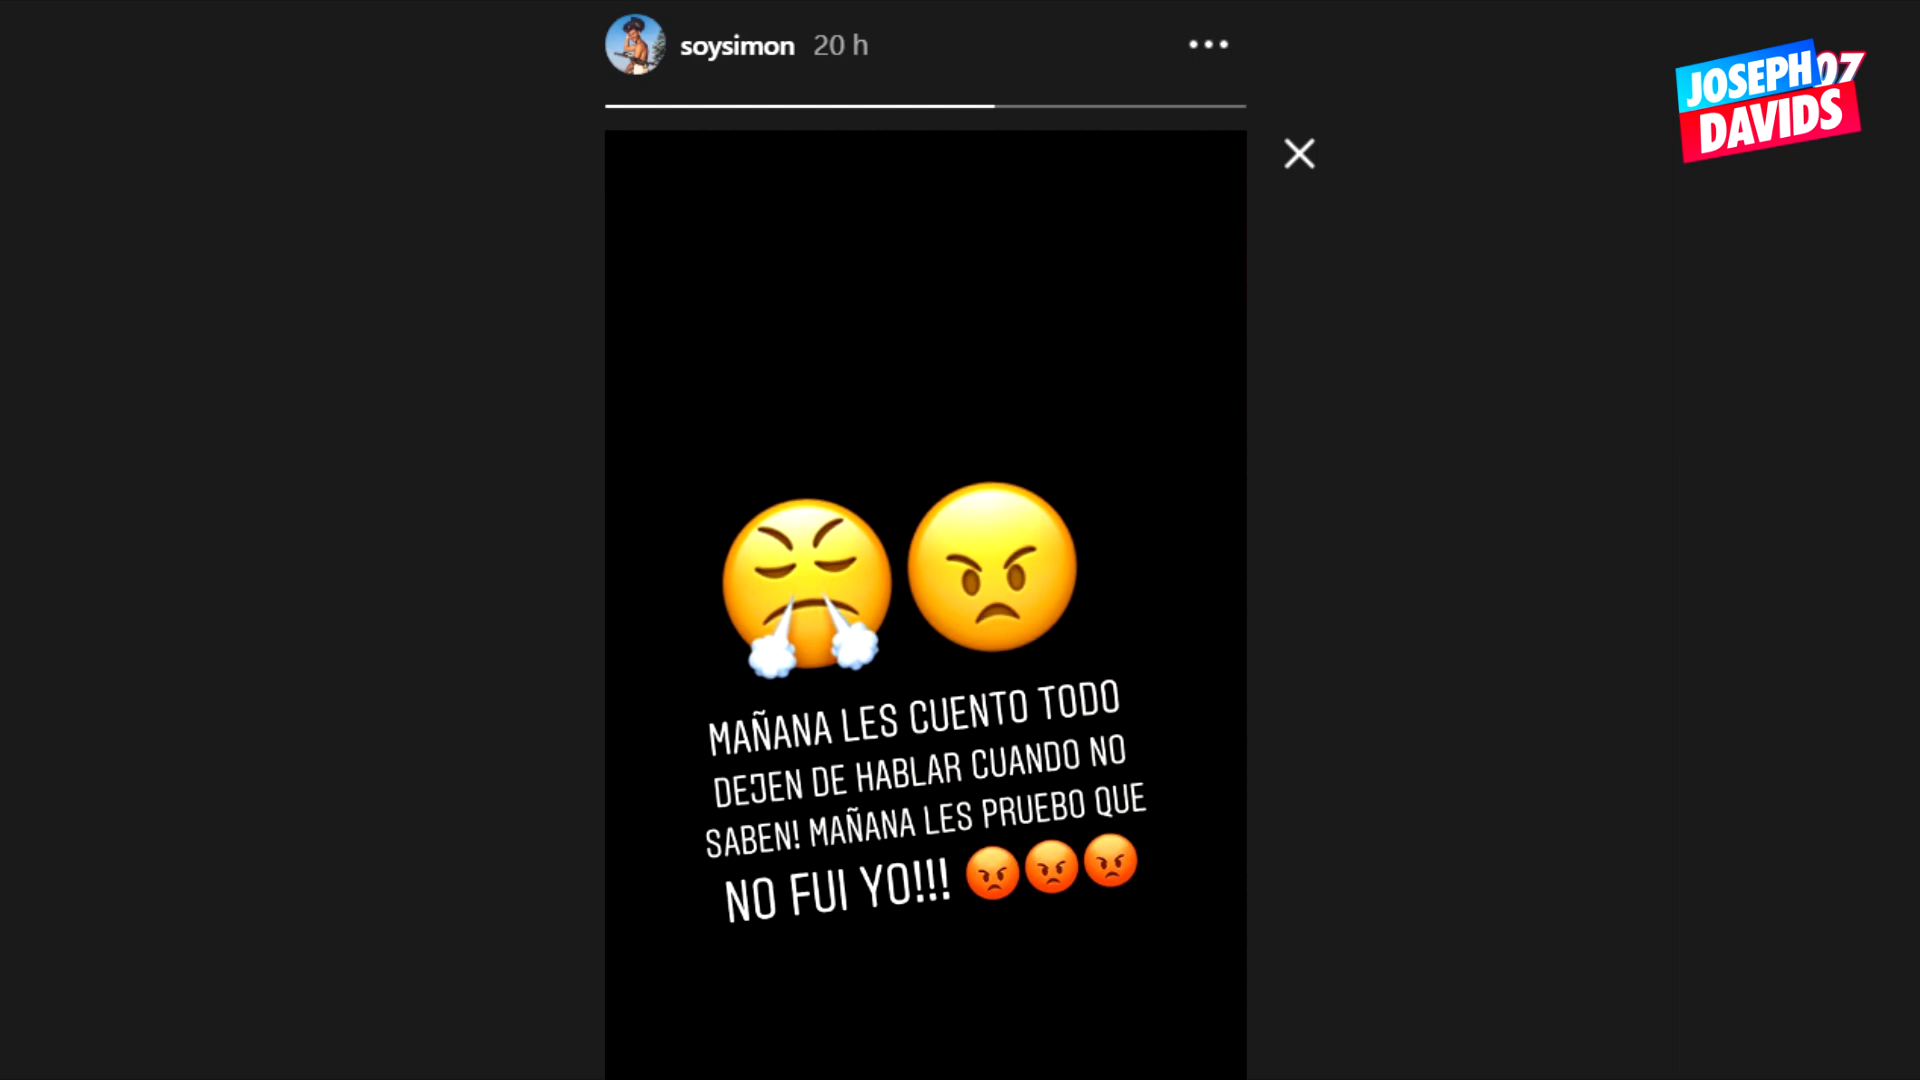 soysimon 20 h
JOSEPH 07
DAVIDS
MAÑANA LES CUENTO TODO
DEJEN DE HABLAR CUANDO NO
SABEN! MAÑANA LES PRUEBO QUE
NO FUI YO!!! 😡😡😡